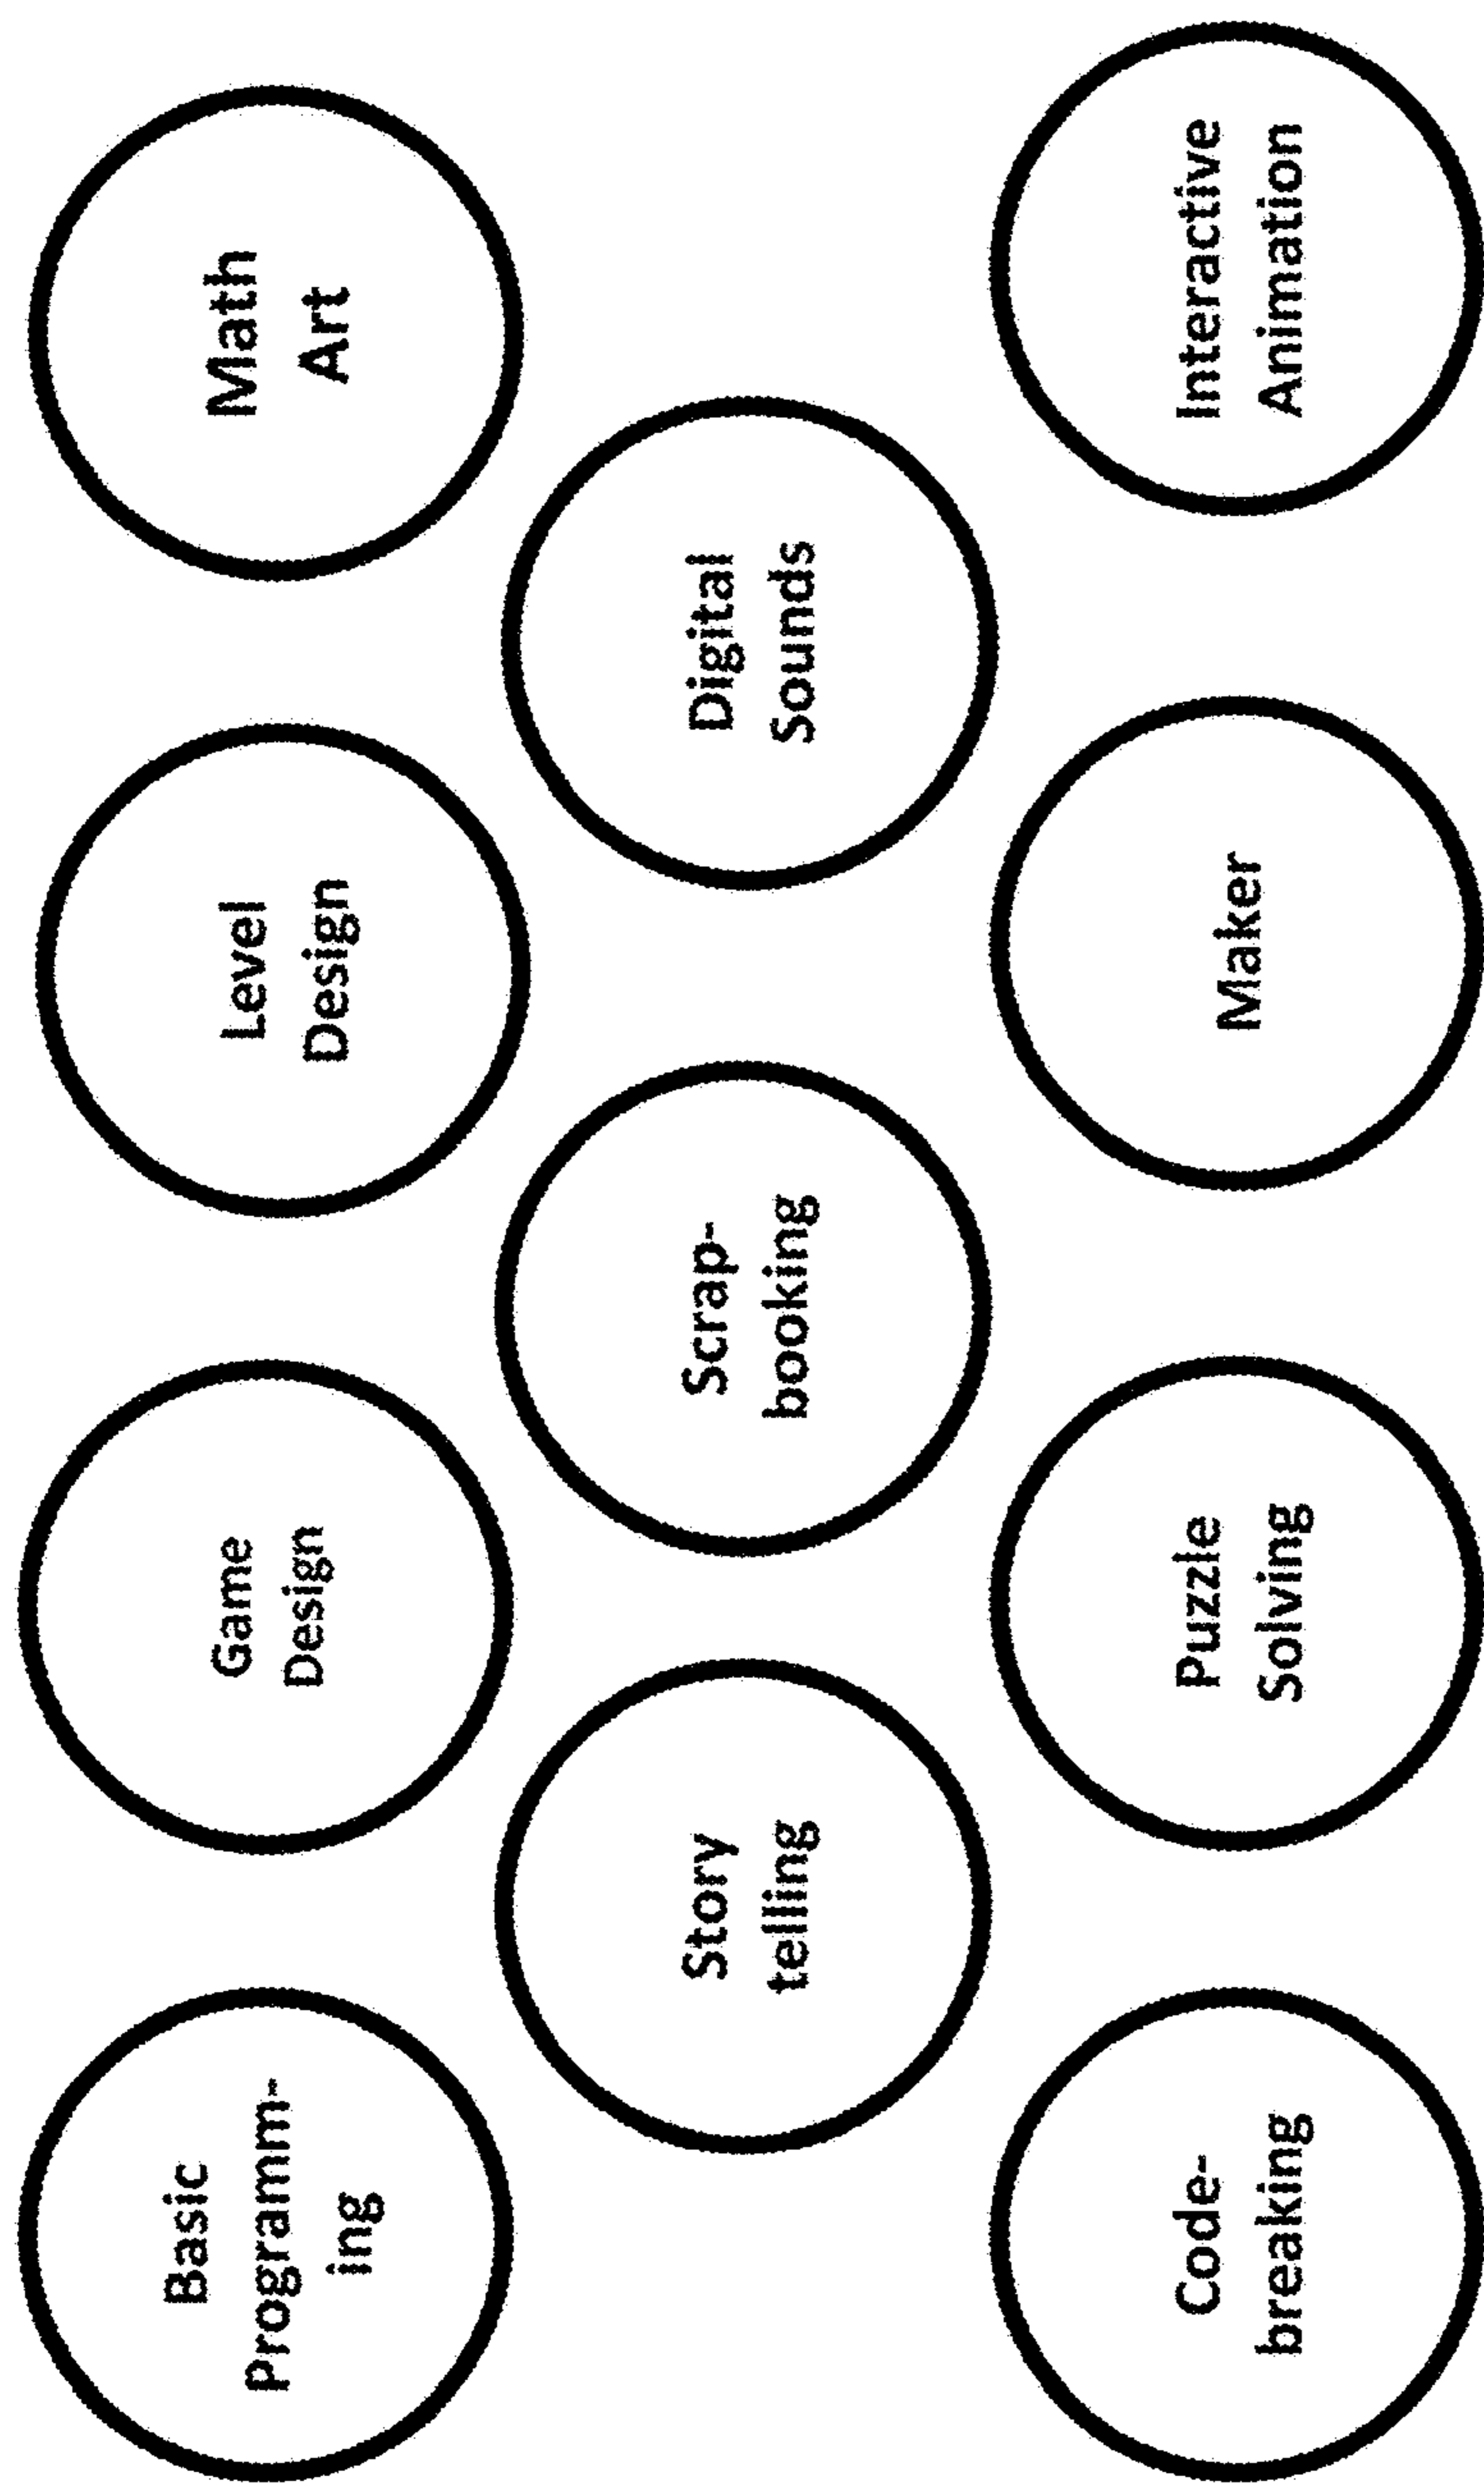 Basic
programm-
ing
Game
Design
Level
Design
Math
Art
Story
telling
Scrap-
booking
Digital
Sounds
Code-
breaking
Puzzle
Solving
Maker
Interactive
Animation